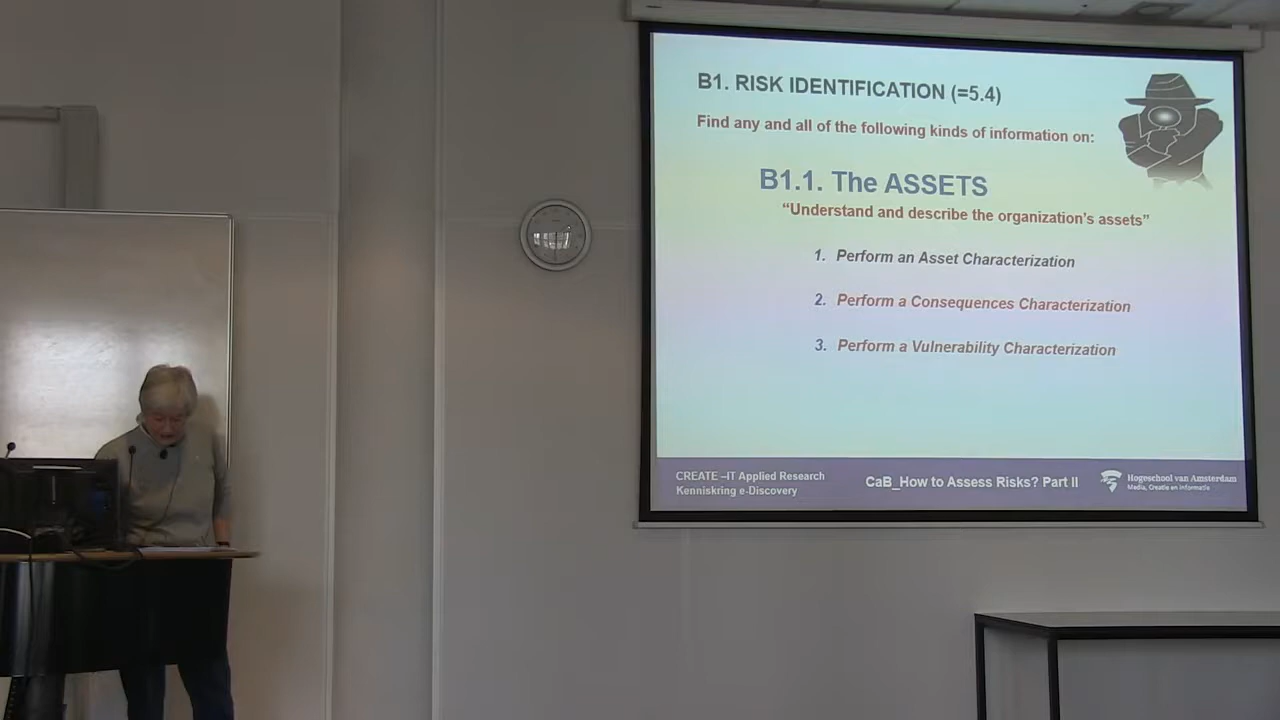 B1. RISK IDENTIFICATION (=5.4)
Find any and all of the following kinds of information on:
B1.1. The ASSETS
“Understand and describe the organization's assets”
1. Perform an Asset Characterization
2. Perform a Consequences Characterization
3. Perform a Vulnerability Characterization
CREATE –IT Applied Research
Kenniskring e-Discovery
CaB_How to Assess Risks? Part II
Hogeschool van Amsterdam
Media, Creatie en Informatie